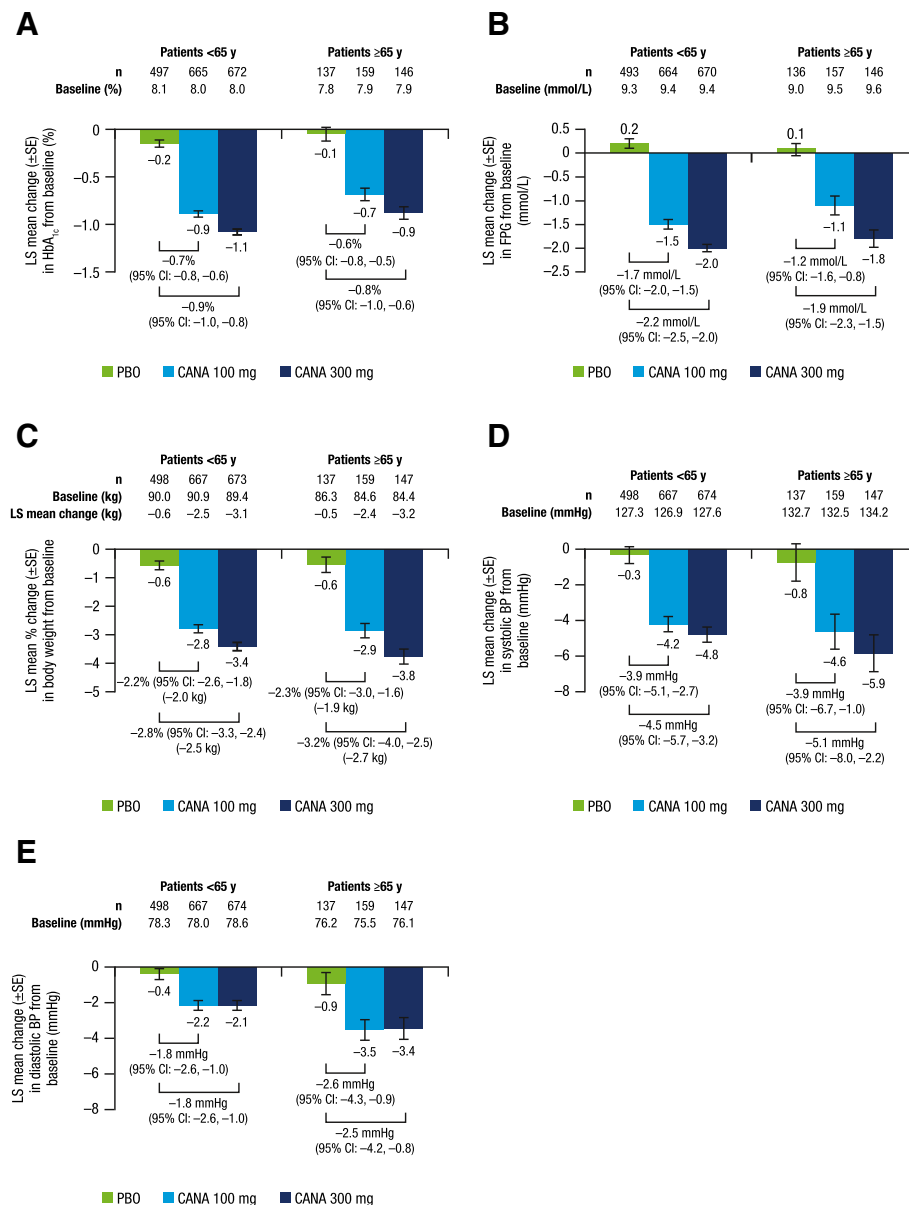 A
Patients <65 y Patients ≥65 y
n 497 665 672 137 159 146
Baseline (%) 8.1 8.0 8.0 7.8 7.9 7.9
LS mean change (±SE)
in HbA1c from baseline (%)
0
−0.5
−1.0
−1.5
−0.2
−0.9
−1.1
−0.1
−0.7
−0.9
−0.7%
(95% CI: −0.8, −0.6)
−0.9%
(95% CI: −1.0, −0.8)
−0.6%
(95% CI: −0.8, −0.5)
−0.8%
(95% CI: −1.0, −0.6)
PBO CANA 100 mg CANA 300 mg
B
Patients <65 y Patients ≥65 y
n 493 664 670 136 157 146
Baseline (mmol/L) 9.3 9.4 9.4 9.0 9.5 9.6
LS mean change (±SE)
in FPG from baseline
(mmol/L)
0.5
0
−0.5
−1.0
−1.5
−2.0
−2.5
0.2
−1.5
−2.0
0.1
−1.1
−1.8
−1.7 mmol/L
(95% CI: −2.0, −1.5)
−2.2 mmol/L
(95% CI: −2.5, −2.0)
−1.2 mmol/L
(95% CI: −1.6, −0.8)
−1.9 mmol/L
(95% CI: −2.3, −1.5)
PBO CANA 100 mg CANA 300 mg
C
Patients <65 y Patients ≥65 y
n 498 667 673 137 159 147
Baseline (kg) 90.0 90.9 89.4 86.3 84.6 84.4
LS mean change (kg) −0.6 −2.5 −3.1 −0.5 −2.4 −3.2
LS mean % change (±SE)
in body weight from baseline
0
−1
−2
−3
−4
−5
−0.6
−2.8
−3.4
−0.6
−2.9
−3.8
−2.2% (95% CI: −2.6, −1.8)
(−2.0 kg)
−2.8% (95% CI: −3.3, −2.4)
(−2.5 kg)
−2.3% (95% CI: −3.0, −1.6)
(−1.9 kg)
−3.2% (95% CI: −4.0, −2.5)
(−2.7 kg)
PBO CANA 100 mg CANA 300 mg
D
Patients <65 y Patients ≥65 y
n 498 667 674 137 159 147
Baseline (mmHg) 127.3 126.9 127.6 132.7 132.5 134.2
LS mean change (±SE)
in systolic BP from
baseline (mmHg)
0
−2
−4
−6
−8
−0.3
−4.2
−4.8
−0.8
−4.6
−5.9
−3.9 mmHg
(95% CI: −5.1, −2.7)
−4.5 mmHg
(95% CI: −5.7, −3.2)
−3.9 mmHg
(95% CI: −6.7, −1.0)
−5.1 mmHg
(95% CI: −8.0, −2.2)
PBO CANA 100 mg CANA 300 mg
E
Patients <65 y Patients ≥65 y
n 498 667 674 137 159 147
Baseline (mmHg) 78.3 78.0 78.6 76.2 75.5 76.1
LS mean change (±SE)
in diastolic BP from
baseline (mmHg)
0
−2
−4
−6
−8
−0.4
−2.2
−2.1
−0.9
−3.5
−3.4
−1.8 mmHg
(95% CI: −2.6, −1.0)
−1.8 mmHg
(95% CI: −2.6, −1.0)
−2.6 mmHg
(95% CI: −4.3, −0.9)
−2.5 mmHg
(95% CI: −4.2, −0.8)
PBO CANA 100 mg CANA 300 mg